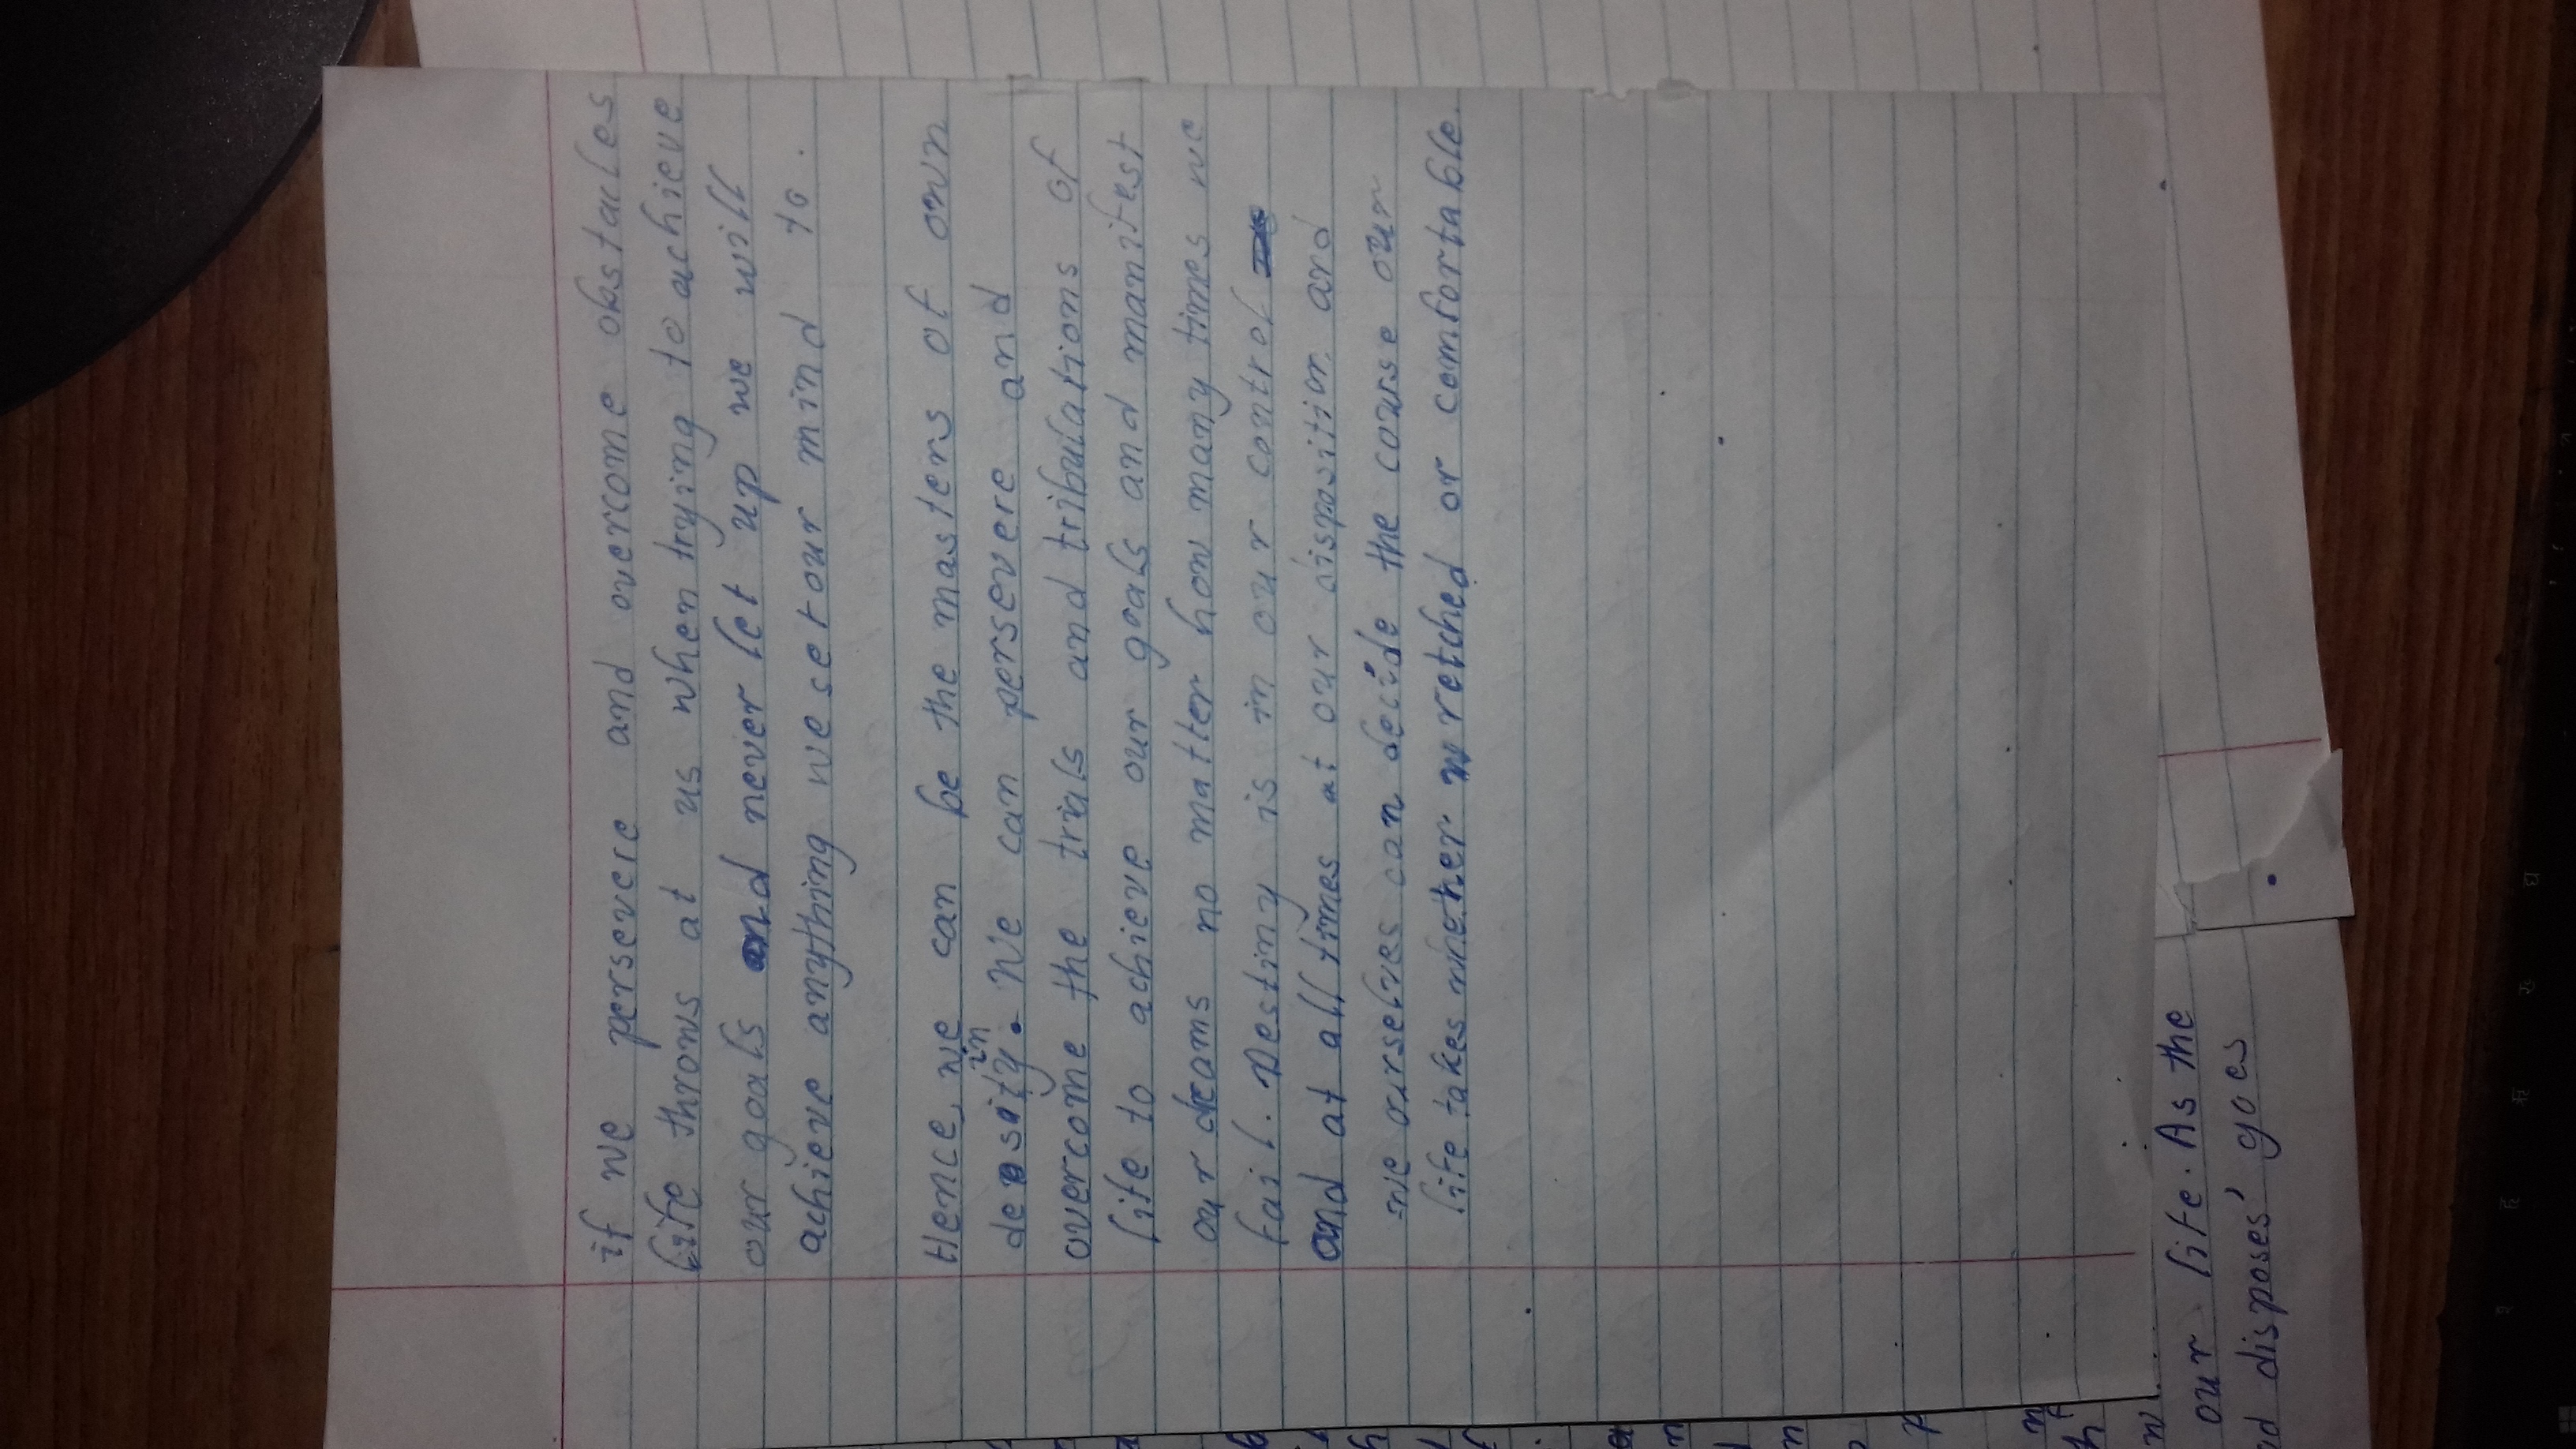 if we persevere and overcome obstacles
life throws at us when trying to achieve
our goals and never let up we will
achieve anything we set our mind to.
Hence, we can be the masters of own
density. in We can persevere and
overcome the trials and tribulations of
life to achieve our goals and manifest
our dreams no matter how many times we
fail. Destiny is in our control
and at all times at our disposition and
we ourselves can decide the course our
life takes whether wretched or comfortable.
our life. As the
disposes' goes